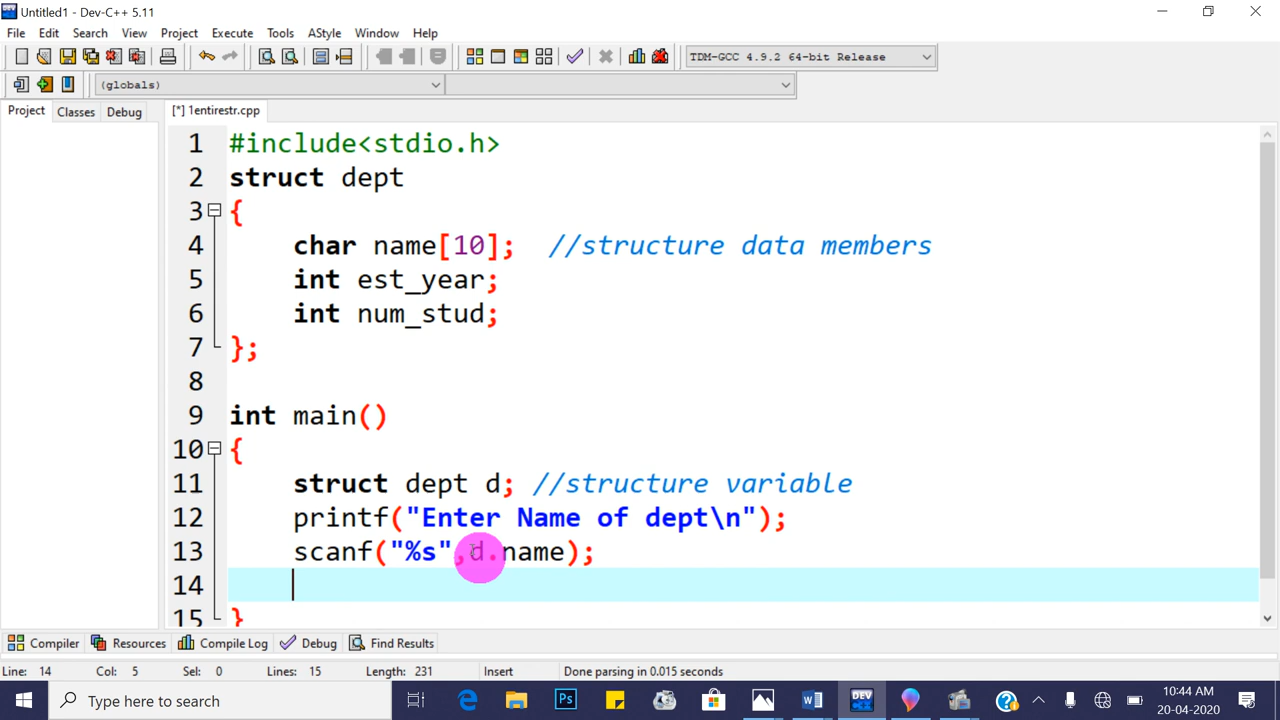 Untitled1 - Dev-C++ 5.11
File Edit Search View Project Execute Tools AStyle Window Help
TDM-GCC 4.9.2 64-bit Release
(globals)
Project Classes Debug [*] 1entirestr.cpp
1 #include<stdio.h>
2 struct dept
3 {
4 char name[10]; //structure data members
5 int est_year;
6 int num_stud;
7 };
8
9 int main()
10 {
11 struct dept d; //structure variable
12 printf("Enter Name of dept\n");
13 scanf("%s",d.name);
14
15 }
Compiler Resources Compile Log Debug Find Results
Line: 14 Col: 5 Sel: 0 Lines: 15 Length: 231 Insert Done parsing in 0.015 seconds
Type here to search
Ps
W
DEV
C++
10:44 AM
20-04-2020